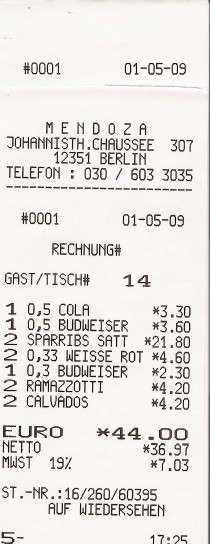 #0001 01-05-09
MENDOZA
JOHANNISTH.CHAUSSEE 307
12351 BERLIN
TELEFON : 030 / 603 3035
------------------------
#0001 01-05-09
RECHNUNG#
GAST/TISCH# 14
1 0,5 COLA *3.30
1 0,5 BUDWEISER *3.60
2 SPARRIBS SATT *21.80
2 0,33 WEISSE ROT *4.60
1 0,3 BUDWEISER *2.30
2 RAMAZZOTTI *4.20
2 CALVADOS *4.20
EURO *44.00
NETTO *36.97
MWST 19% *7.03
ST.-NR.:16/260/60395
AUF WIEDERSEHEN
5- 17:25